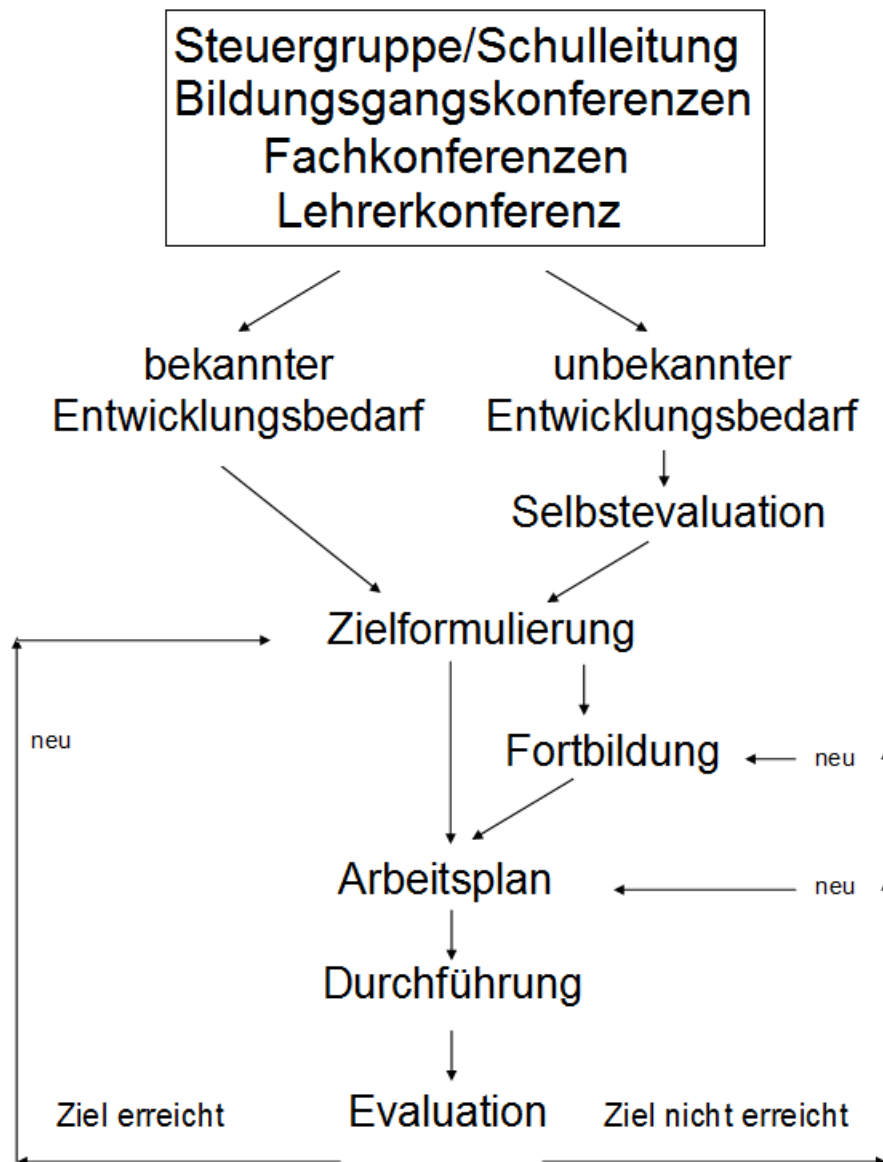 Steuergruppe/Schulleitung
Bildungsgangskonferenzen
Fachkonferenzen
Lehrerkonferenz
bekannter
Entwicklungsbedarf
unbekannter
Entwicklungsbedarf
Selbstevaluation
Zielformulierung
neu
Fortbildung
neu
Arbeitsplan
neu
Durchführung
Ziel erreicht
Evaluation
Ziel nicht erreicht